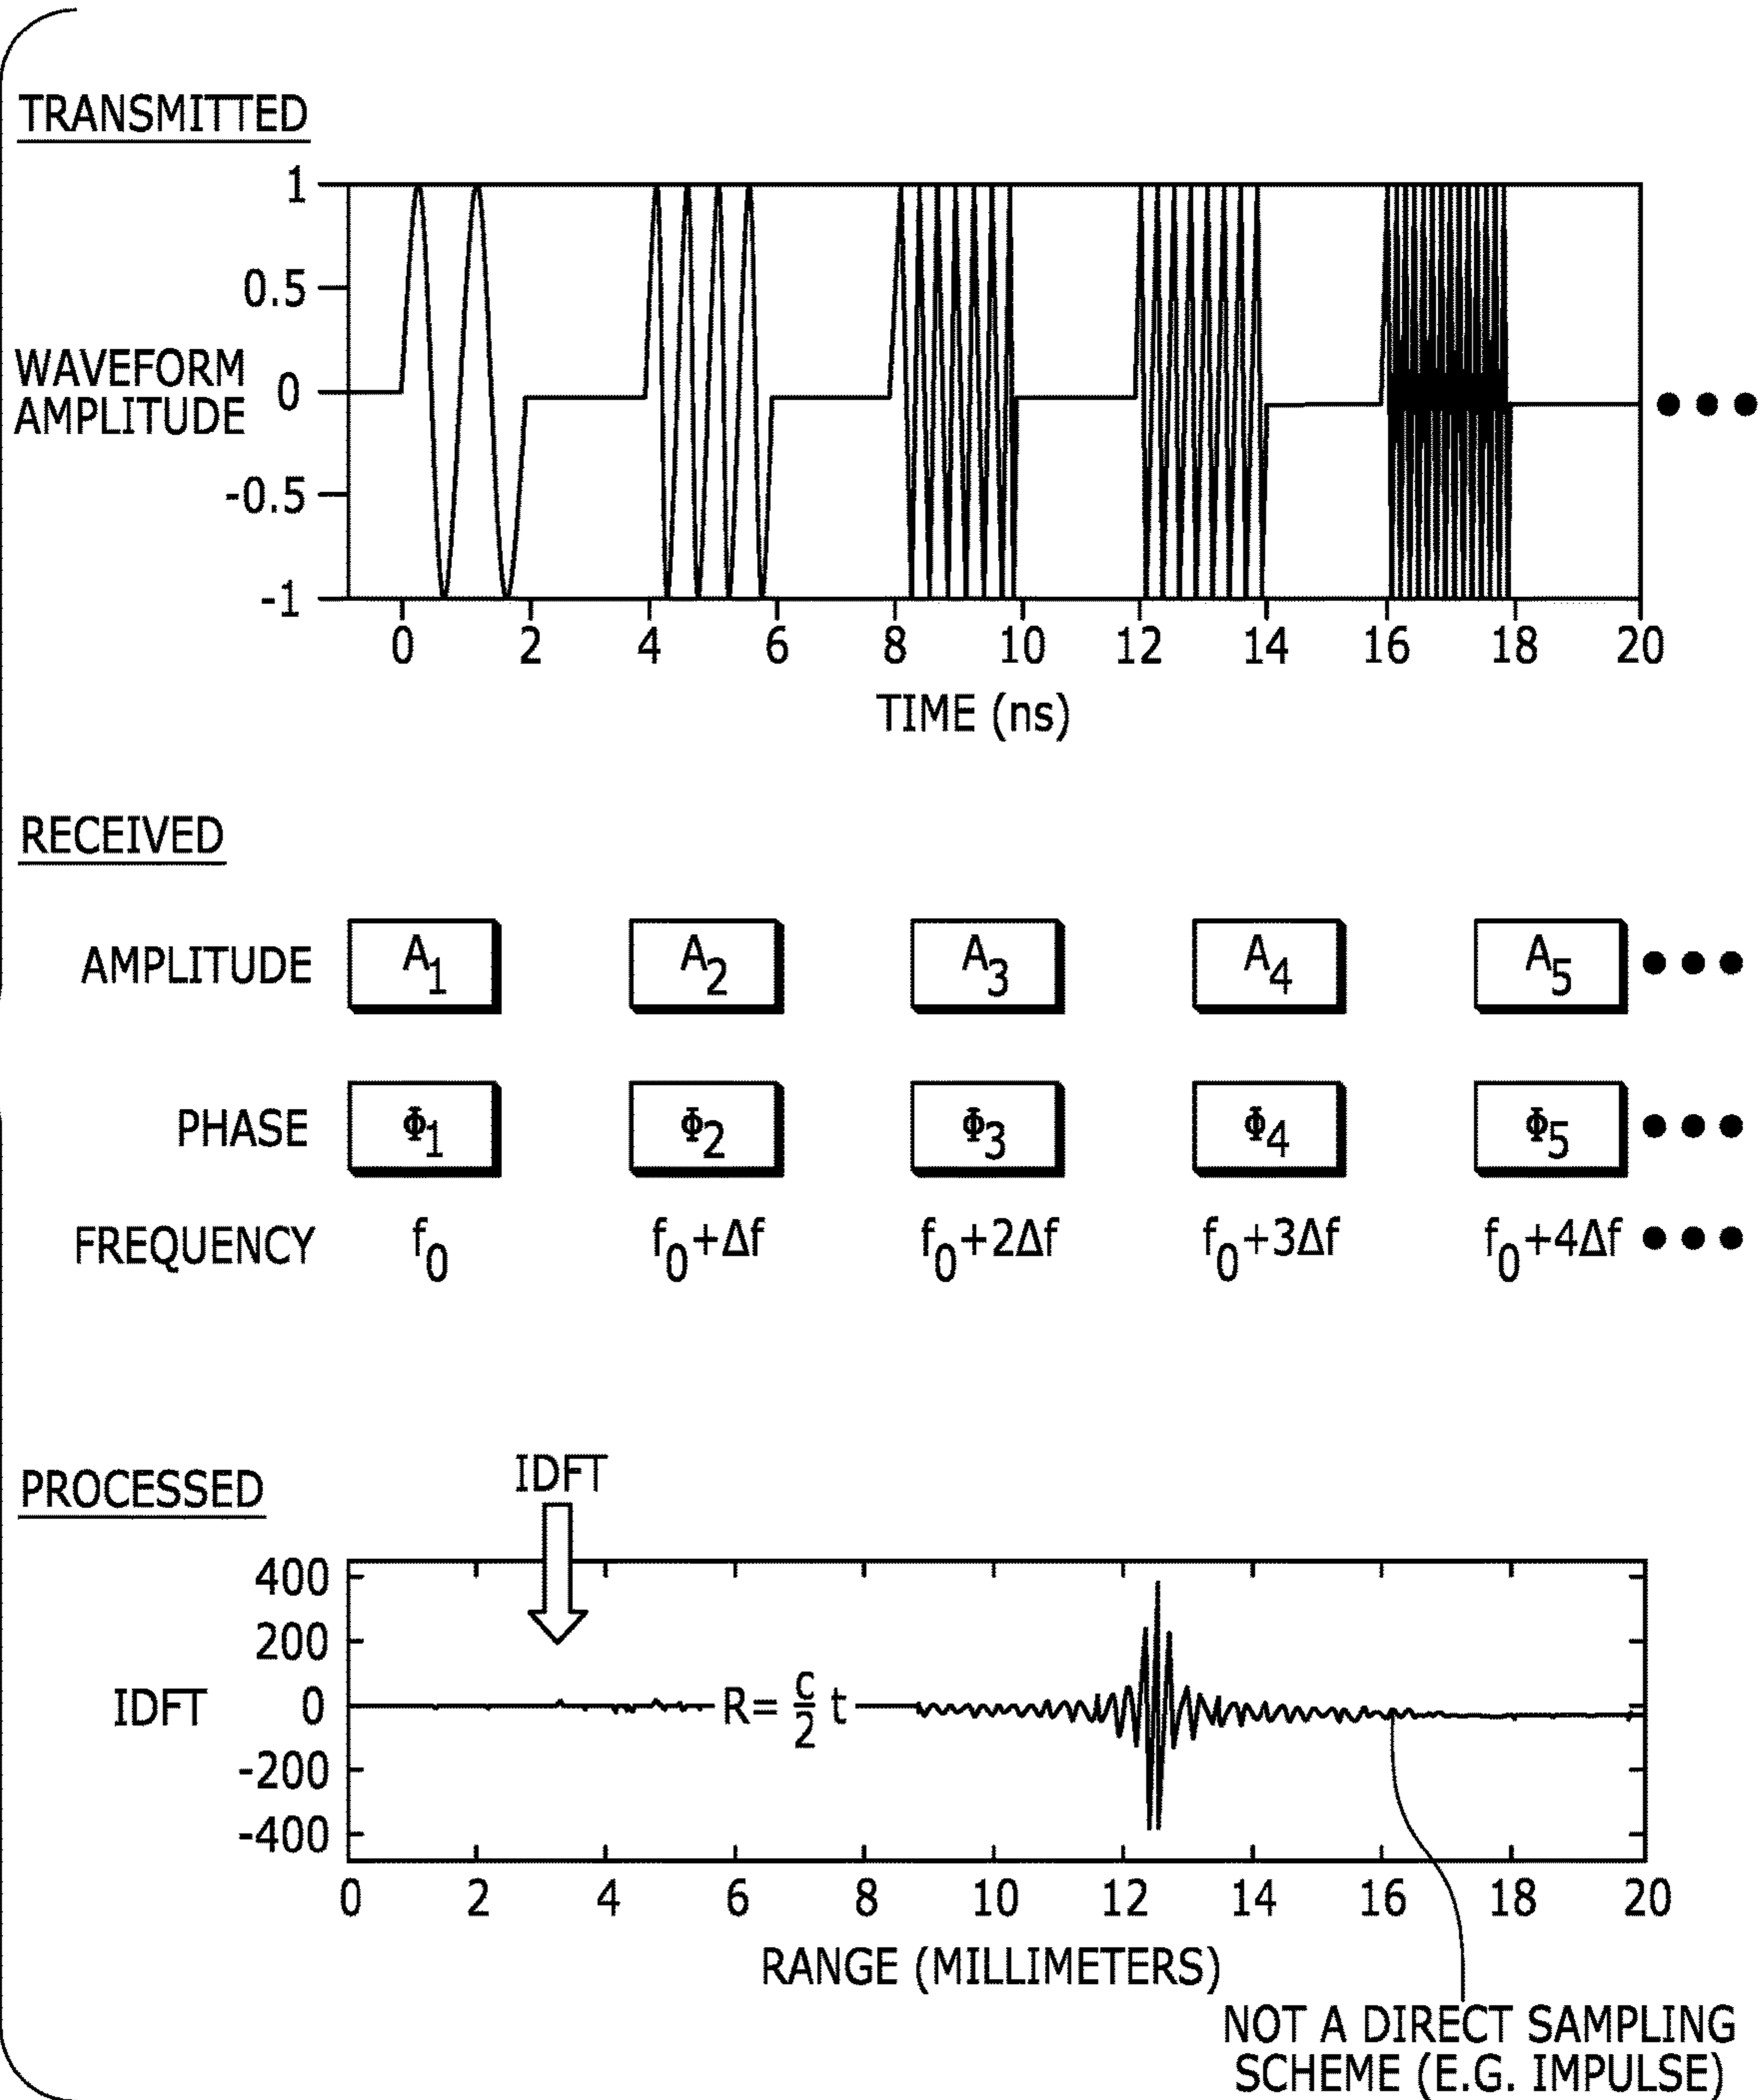 TRANSMITTED
1
0.5
WAVEFORM
AMPLITUDE
0
-0.5
-1
0 2 4 6 8 10 12 14 16 18 20
TIME (ns)
RECEIVED
AMPLITUDE A1 A2 A3 A4 A5
PHASE Φ1 Φ2 Φ3 Φ4 Φ5
FREQUENCY f0 f0+Δf f0+2Δf f0+3Δf f0+4Δf
PROCESSED
IDFT
400
200
IDFT 0
R= c/2 t
-200
-400
0 2 4 6 8 10 12 14 16 18 20
RANGE (MILLIMETERS)
NOT A DIRECT SAMPLING
SCHEME (E.G. IMPULSE)